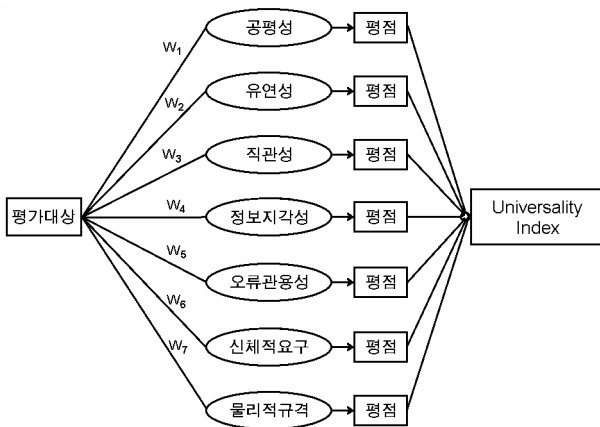 공평성
평점
W1
유연성
평점
W2
직관성
평점
W3
평가대상
W4
정보지각성
평점
Universality
Index
W5
오류관용성
평점
W6
신체적요구
평점
W7
물리적규격
평점